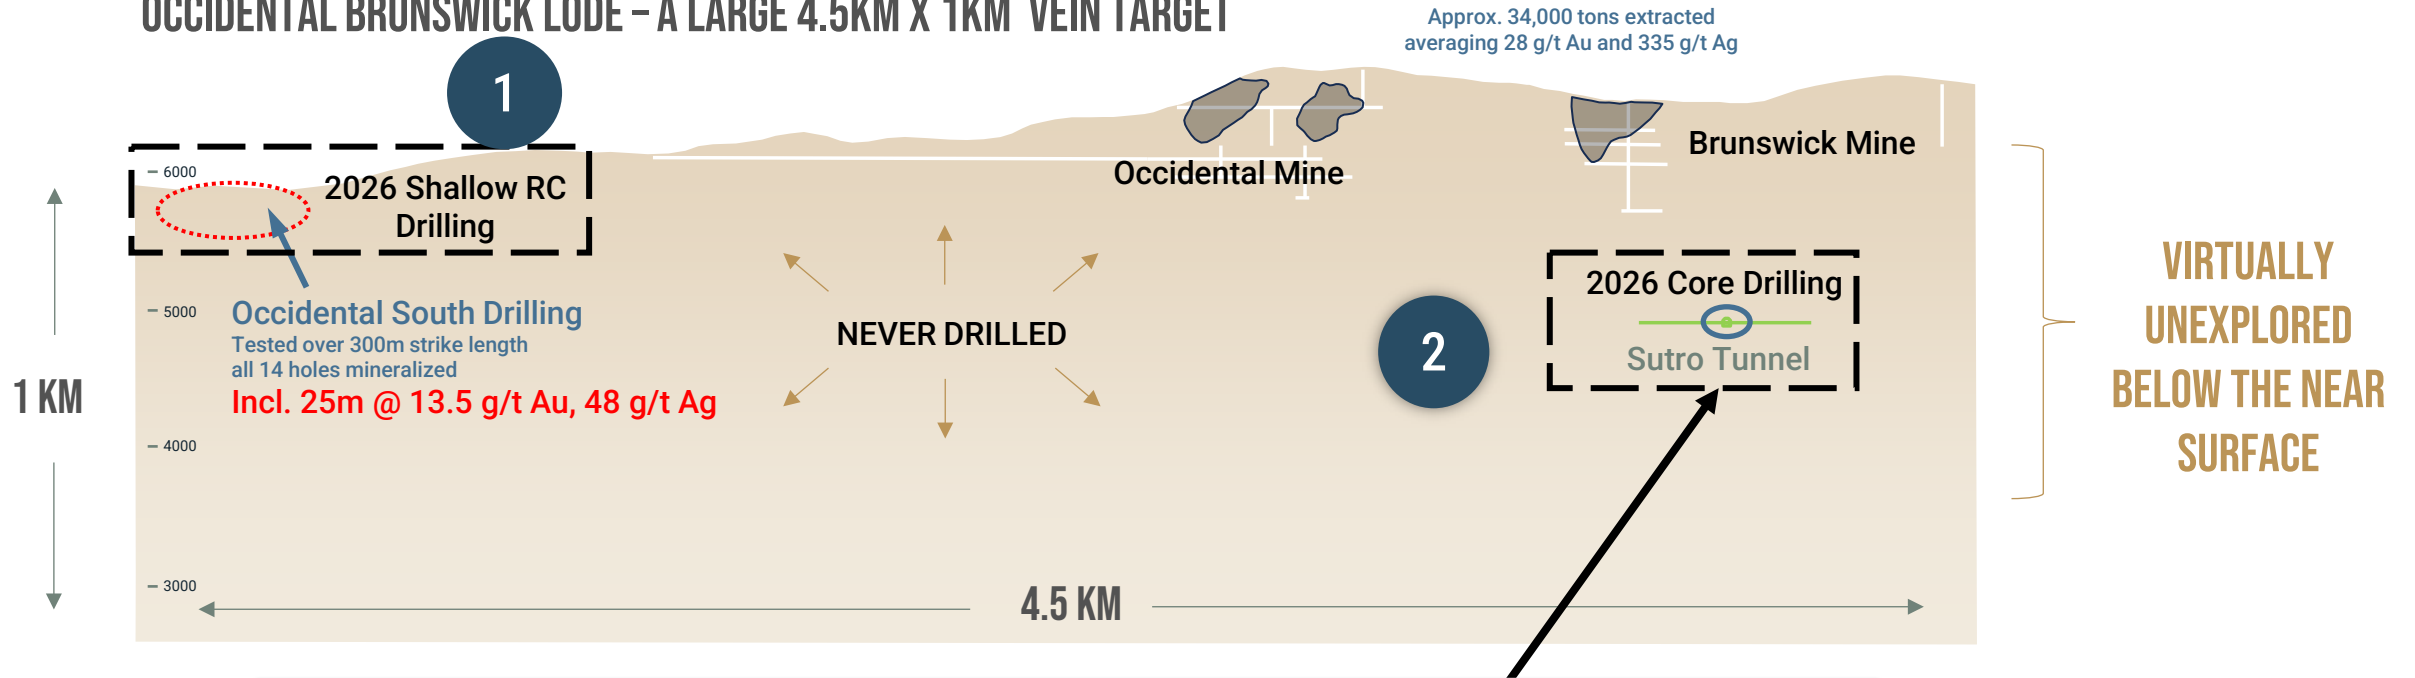 OCCIDENTAL BRUNSWICK LODE – A LARGE 4.5KM X 1KM VEIN TARGET
Approx. 34,000 tons extracted
averaging 28 g/t Au and 335 g/t Ag
1
6000
2026 Shallow RC
Drilling
Occidental Mine
Brunswick Mine
5000
Occidental South Drilling
Tested over 300m strike length
all 14 holes mineralized
Incl. 25m @ 13.5 g/t Au, 48 g/t Ag
NEVER DRILLED
2
2026 Core Drilling
Sutro Tunnel
VIRTUALLY
UNEXPLORED
BELOW THE NEAR
SURFACE
1 KM
4000
3000
4.5 KM